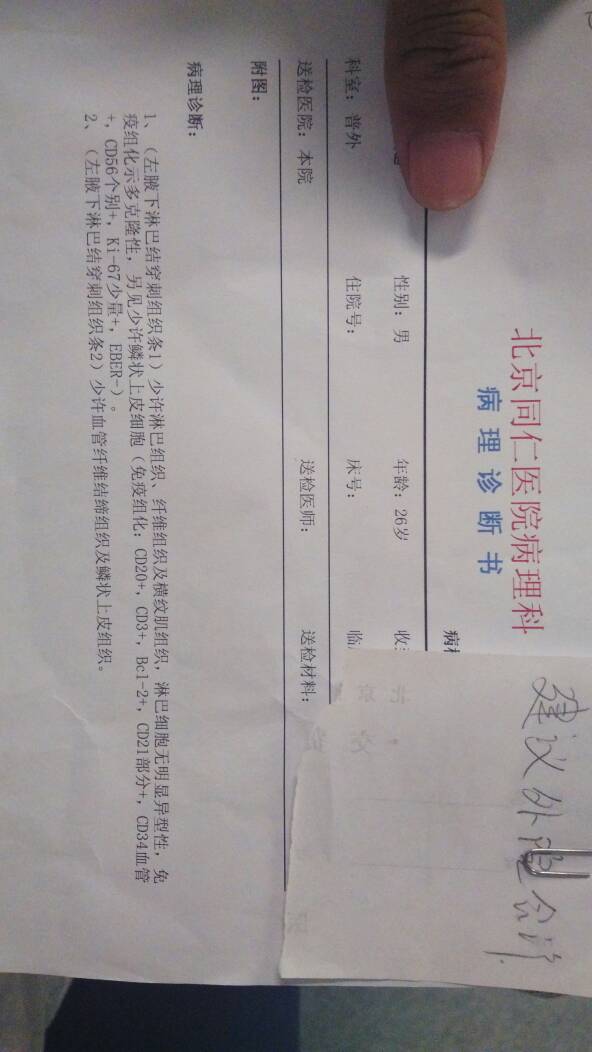 北京同仁医院病理科
病理诊断书
建议外院会诊.
性别：男 年龄：26岁
科室：普外 住院号： 床号：
送检医院：本院 送检医师： 送检材料：
附图：
病理诊断：
1、（左腋下淋巴结穿刺组织条1）少许淋巴组织、纤维组织及横纹肌组织，淋巴细胞无明显异型性，免
疫组化示多克隆性，另见少许鳞状上皮细胞（免疫组化：CD20+，CD3+，Bcl-2+，CD21部分+，CD34血管
+，CD56个别+，Ki-67少量+，EBER-）。
2、（左腋下淋巴结穿刺组织条2）少许血管纤维结缔组织及鳞状上皮组织。